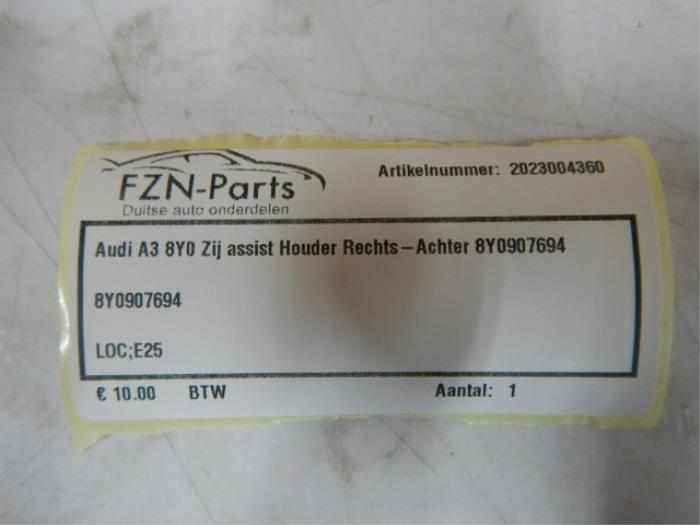 FZN-Parts
Duitse auto onderdelen
Artikelnummer: 2023004360
Audi A3 8Y0 Zij assist Houder Rechts-Achter 8Y0907694
8Y0907694
LOC;E25
€ 10.00 BTW Aantal: 1